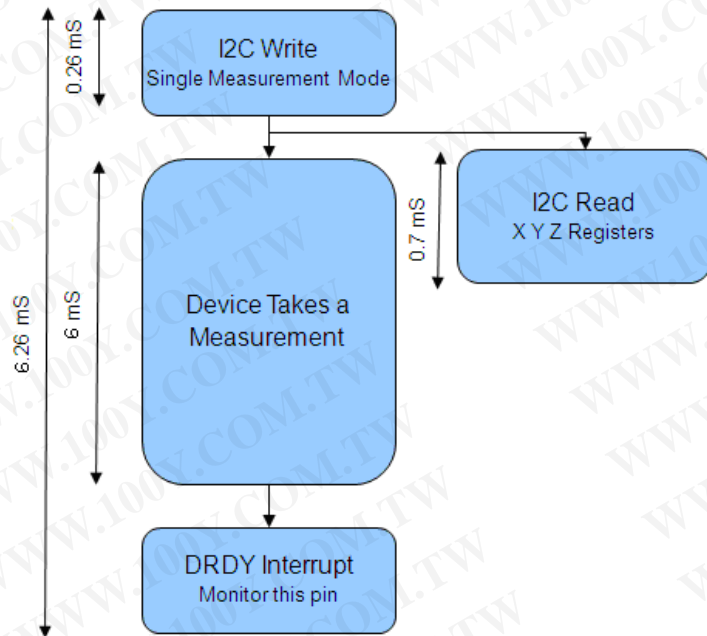 0.26 mS
I2C Write
Single Measurement Mode
6.26 mS
6 mS
Device Takes a
Measurement
0.7 mS
I2C Read
X Y Z Registers
DRDY Interrupt
Monitor this pin
WWW.100Y.COM.TW